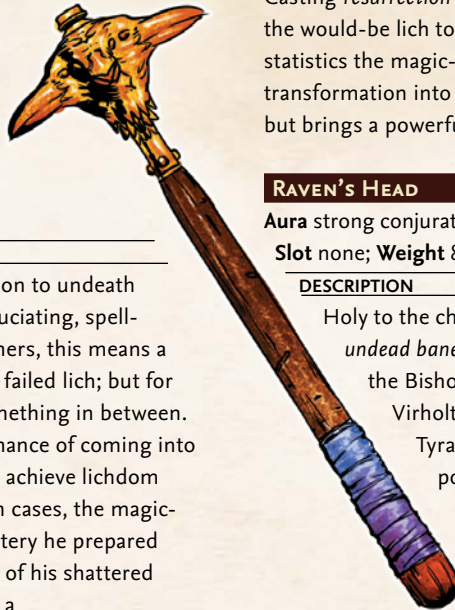 on to undeath
uciating, spell-
ners, this means a
failed lich; but for
mething in between.
nance of coming into
achieve lichdom
n cases, the magic-
tery he prepared
of his shattered
a
Casting resurrection
the would-be lich to
statistics the magic-
transformation into
but brings a powerfu
RAVEN'S HEAD
Aura strong conjurat
Slot none; Weight 8
DESCRIPTION
Holy to the ch
undead bane
the Bisho
Virholt
Tyra
po